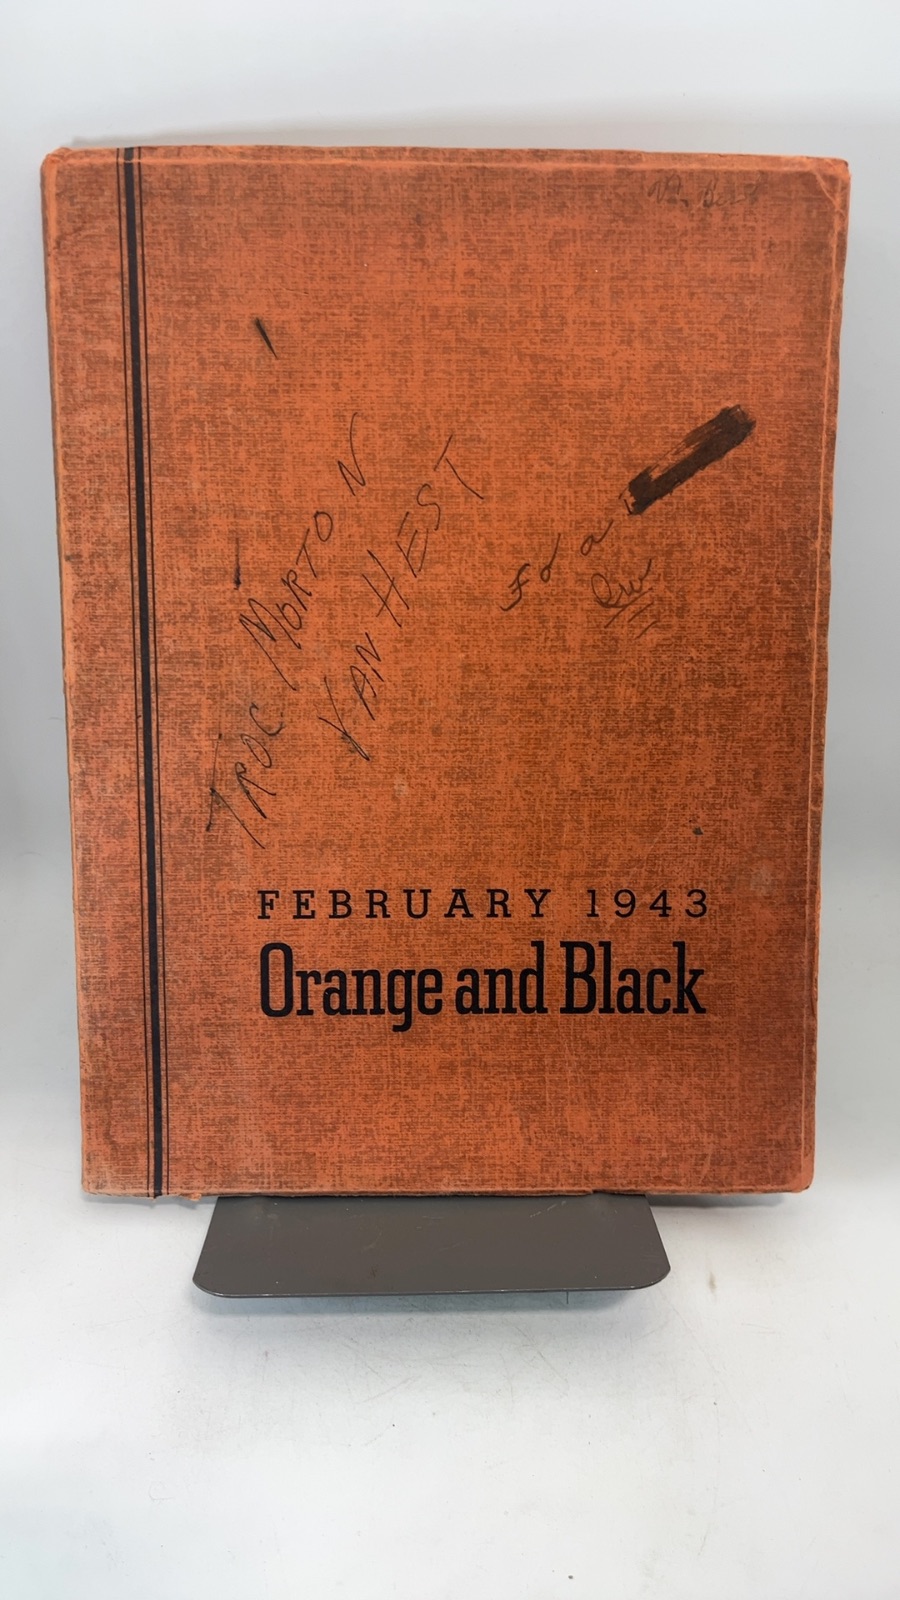 TROC MORTON
VAN HEST
FEBRUARY 1943
Orange and Black